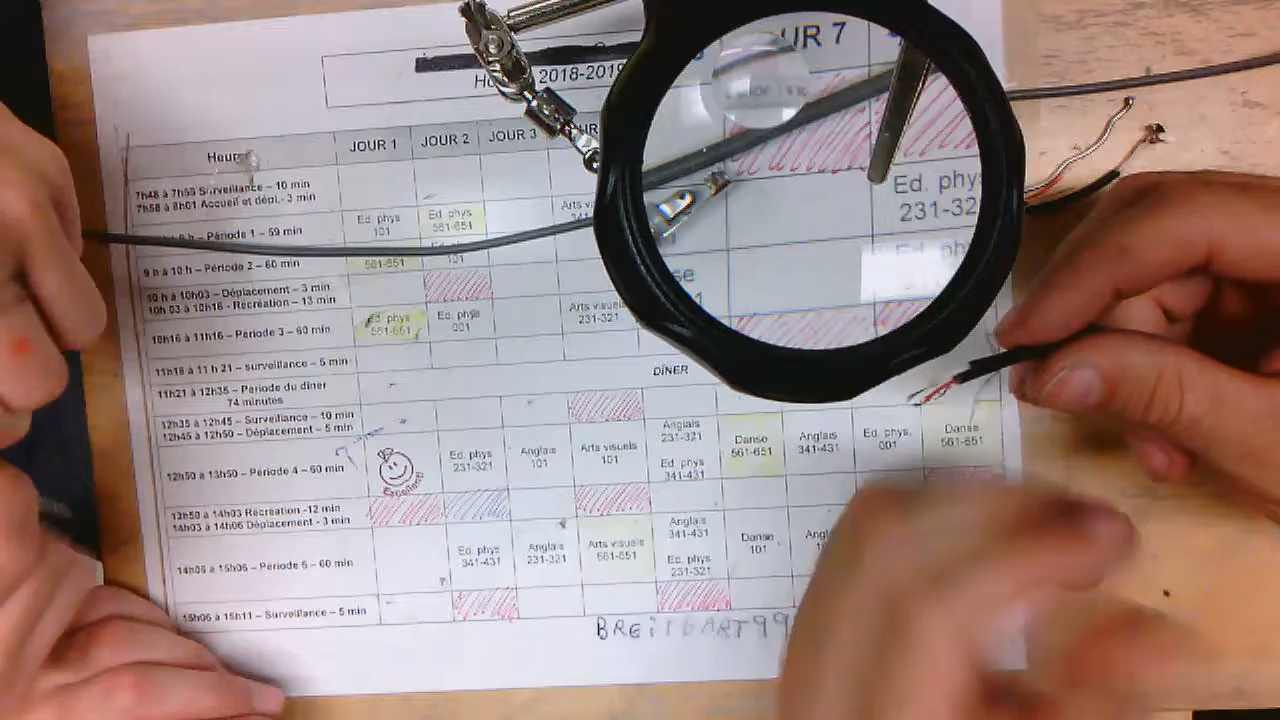 2018-2019
JOUR 1 JOUR 2 JOUR 3 JOUR 7
7h48 à 7h59 Surveillance – 10 min
7h58 à 8h01 Accueil et dépl.- 3 min
Période 1 – 59 min
Ed. phys
101
Ed. phys
561-651
Ed. phys
9 h à 10 h – Période 2 – 60 min
561-651
101
10 h à 10h03 – Déplacement – 3 min
10h 03 à 10h16 - Récréation – 13 min
10h16 à 11h16 – Période 3 – 60 min
Ed. phys
561-651
Ed. phys
001
Arts visuels
231-321
11h16 à 11 h 21 – surveillance – 5 min
11h21 à 12h35 – Période du dîner
74 minutes
DÎNER
12h35 à 12h45 – Surveillance – 10 min
12h45 à 12h50 – Déplacement - 5 min
12h50 à 13h50 – Période 4 – 60 min
Excellent!
Ed. phys
231-321
Anglais
101
Arts visuels
101
Anglais
231-321
Ed. phys
341-431
Danse
561-651
Anglais
341-431
Ed. phys.
001
Danse
561-651
13h50 à 14h03 Récréation -12 min
14h03 à 14h06 Déplacement - 3 min
14h06 à 15h06 – Période 5 – 60 min
Ed. phys
341-431
Anglais
231-321
Arts visuels
561-651
Anglais
341-431
Ed. phys
231-321
Danse
101
15h06 à 15h11 – Surveillance – 5 min
BREITBART99